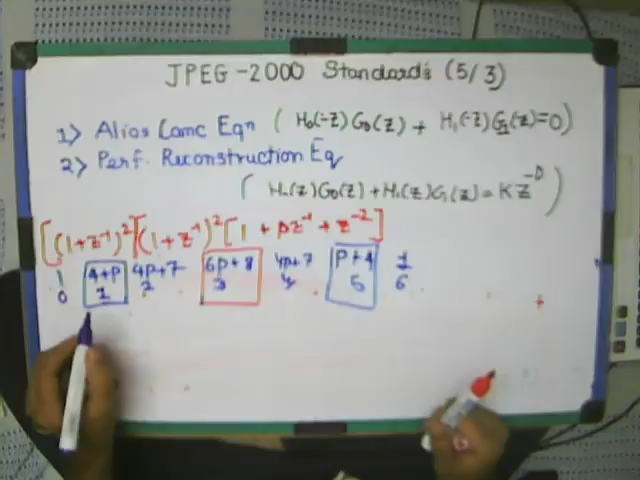 JPEG-2000 Standard's (5/3)
1) Alias Canc Eqn ( H₀(-z)G₀(z) + H₁(-z)G₁(z)=0 )
2) Perf. Reconstruction Eq
( H₀(z)G₀(z) + H₁(z)G₁(z) = K z^-D )
[(1+z⁻¹)²][(1+z⁻¹)²[1 + pz⁻¹ + z⁻²]
1 4+p 4p+7 6p+8 4p+7 p+4 1
0 1 2 3 4 5 6